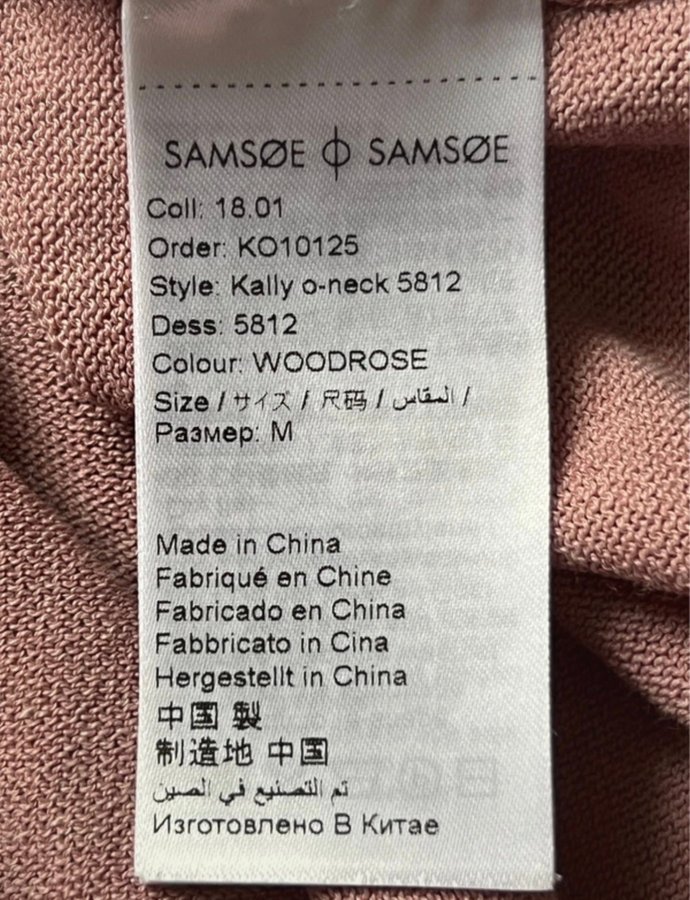 SAMSØE ϕ SAMSØE
Coll: 18.01
Order: KO10125
Style: Kally o-neck 5812
Dess: 5812
Colour: WOODROSE
Size / サイズ / 尺码 / المقاس /
Размер: M
Made in China
Fabriqué en Chine
Fabricado en China
Fabbricato in Cina
Hergestellt in China
中国 製
制造地 中国
تم التصنيع في الصين
Изготовлено В Китае